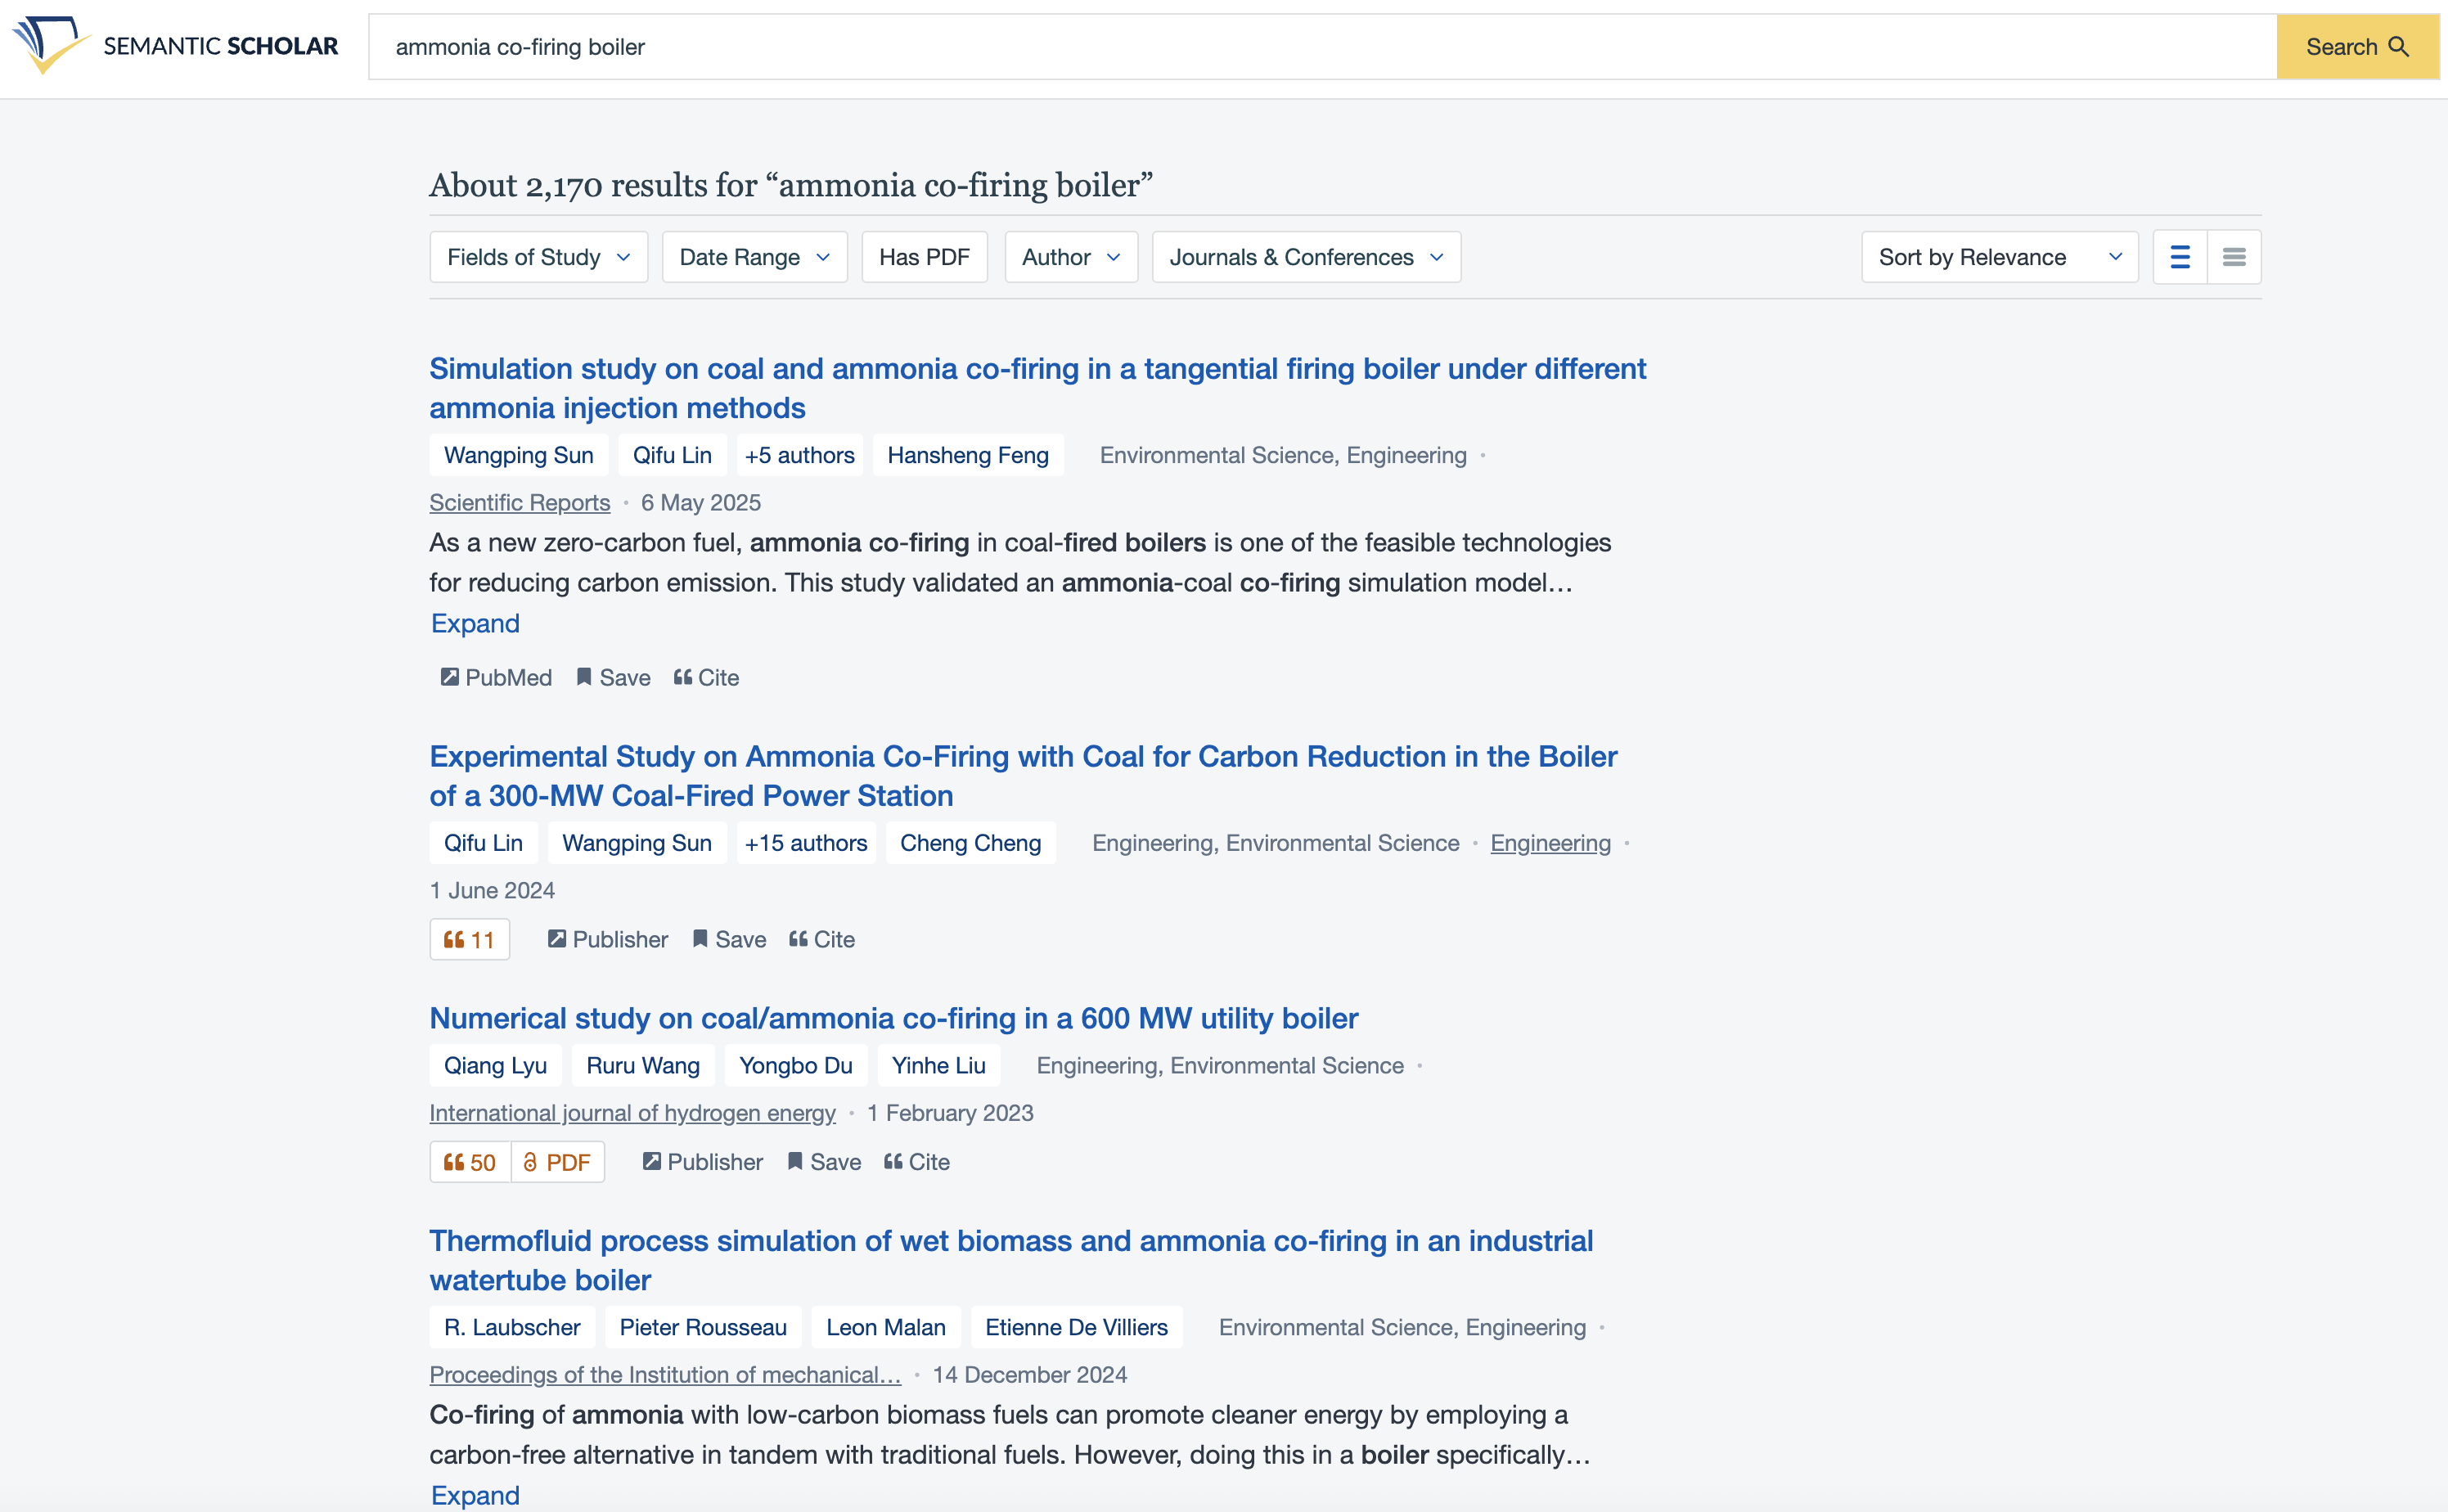 SEMANTIC SCHOLAR
ammonia co-firing boiler
Search
About 2,170 results for “ammonia co-firing boiler”
Fields of Study
Date Range
Has PDF
Author
Journals & Conferences
Sort by Relevance
Simulation study on coal and ammonia co-firing in a tangential firing boiler under different
ammonia injection methods
Wangping Sun Qifu Lin +5 authors Hansheng Feng Environmental Science, Engineering ·
Scientific Reports · 6 May 2025
As a new zero-carbon fuel, ammonia co-firing in coal-fired boilers is one of the feasible technologies
for reducing carbon emission. This study validated an ammonia-coal co-firing simulation model…
Expand
PubMed Save Cite
Experimental Study on Ammonia Co-Firing with Coal for Carbon Reduction in the Boiler
of a 300-MW Coal-Fired Power Station
Qifu Lin Wangping Sun +15 authors Cheng Cheng Engineering, Environmental Science · Engineering ·
1 June 2024
11 Publisher Save Cite
Numerical study on coal/ammonia co-firing in a 600 MW utility boiler
Qiang Lyu Ruru Wang Yongbo Du Yinhe Liu Engineering, Environmental Science ·
International journal of hydrogen energy · 1 February 2023
50 PDF Publisher Save Cite
Thermofluid process simulation of wet biomass and ammonia co-firing in an industrial
watertube boiler
R. Laubscher Pieter Rousseau Leon Malan Etienne De Villiers Environmental Science, Engineering ·
Proceedings of the Institution of mechanical… · 14 December 2024
Co-firing of ammonia with low-carbon biomass fuels can promote cleaner energy by employing a
carbon-free alternative in tandem with traditional fuels. However, doing this in a boiler specifically…
Expand